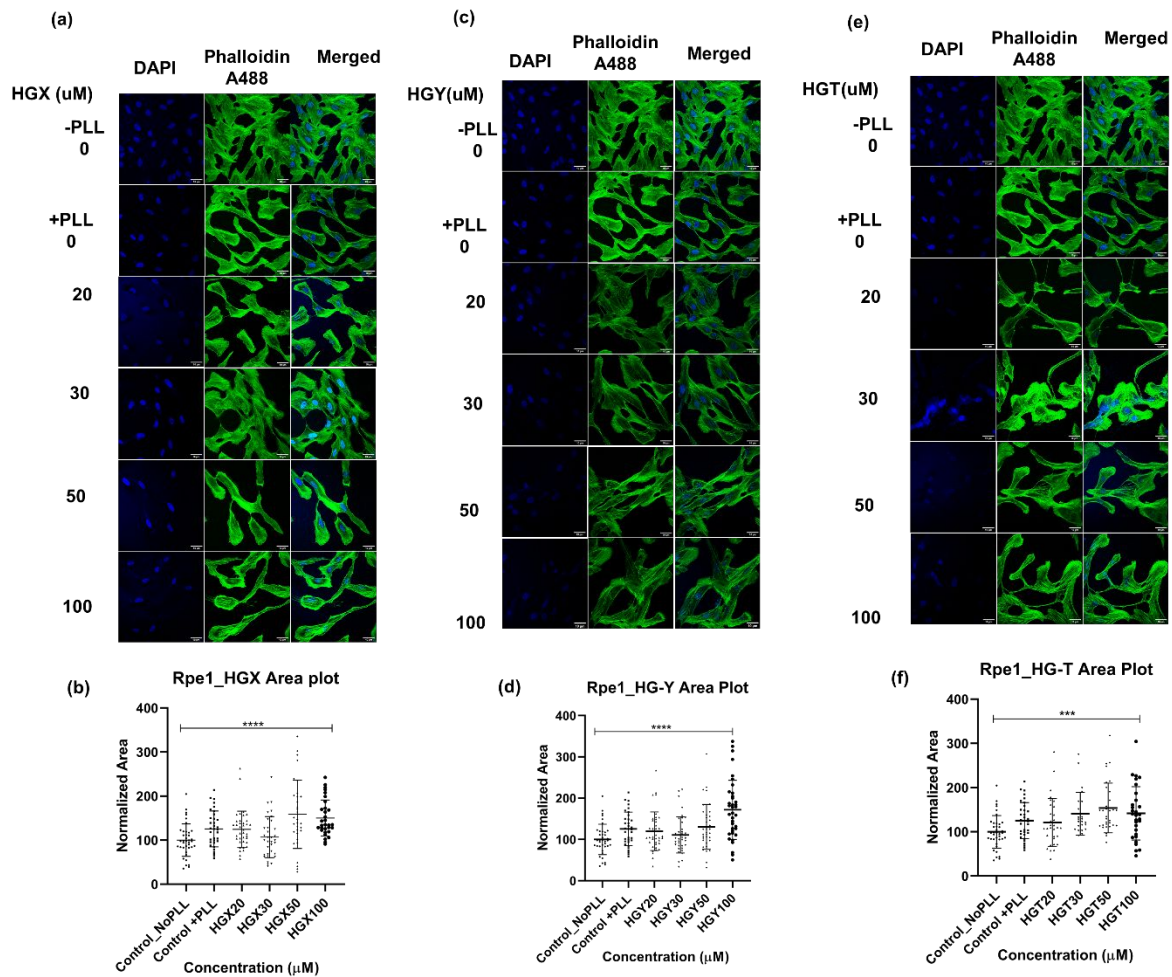 (a)
DAPI Phalloidin A488 Merged
HGX (uM)
-PLL
0
+PLL
0
20
30
50
100
(b)
Rpe1_HGX Area plot
Normalized Area
400
300
200
100
0
****
Control_NoPLL
Control +PLL
HGX20
HGX30
HGX50
HGX100
Concentration (μM)
(c)
DAPI Phalloidin A488 Merged
HGY(uM)
-PLL
0
+PLL
0
20
30
50
100
(d)
Rpe1_HG-Y Area Plot
Normalized Area
400
300
200
100
0
****
Control_NoPLL
Control +PLL
HGY20
HGY30
HGY50
HGY100
Concentration (μM)
(e)
DAPI Phalloidin A488 Merged
HGT(uM)
-PLL
0
+PLL
0
20
30
50
100
(f)
Rpe1_HG-T Area Plot
Normalized Area
400
300
200
100
0
***
Control_NoPLL
Control +PLL
HGT20
HGT30
HGT50
HGT100
Concentration (μM)